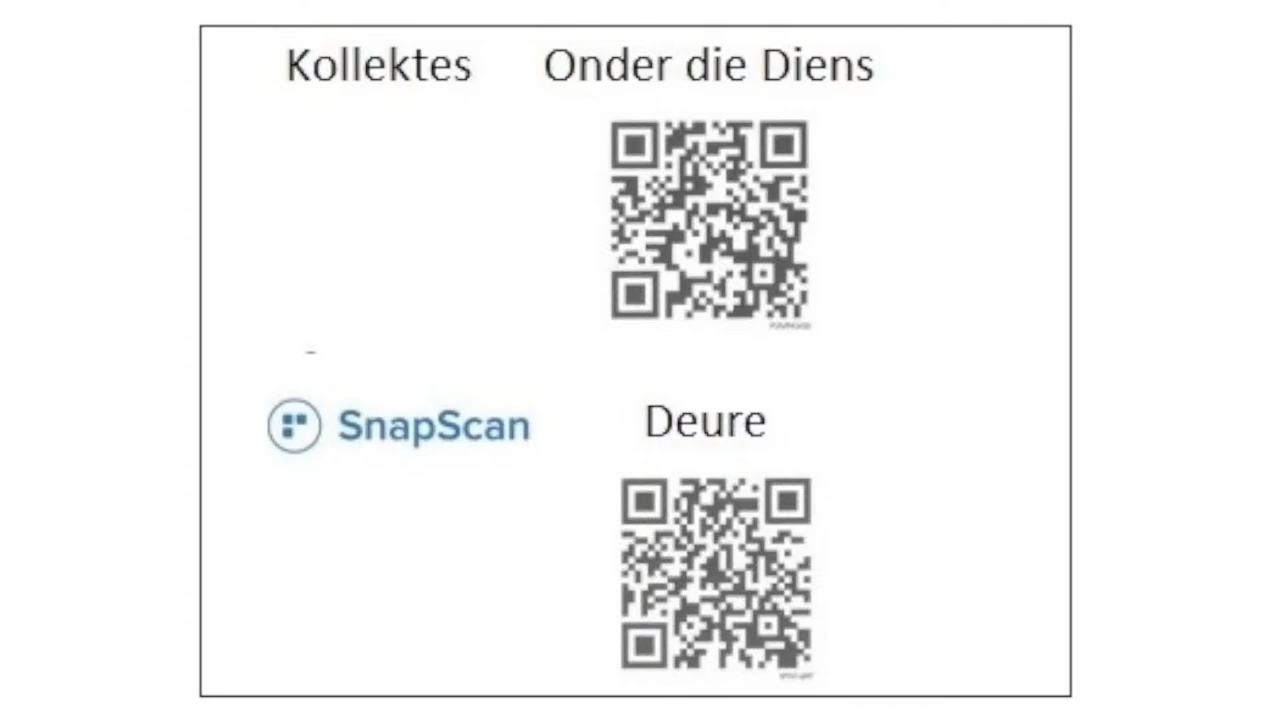 Kollektes Onder die Diens
SnapScan
Deure